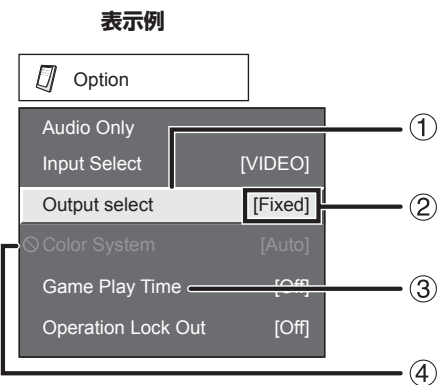 表示例
Option
Audio Only
①
Input Select [VIDEO]
Output select [Fixed]
②
Color System [Auto]
Game Play Time [Off]
③
Operation Lock Out [Off]
④